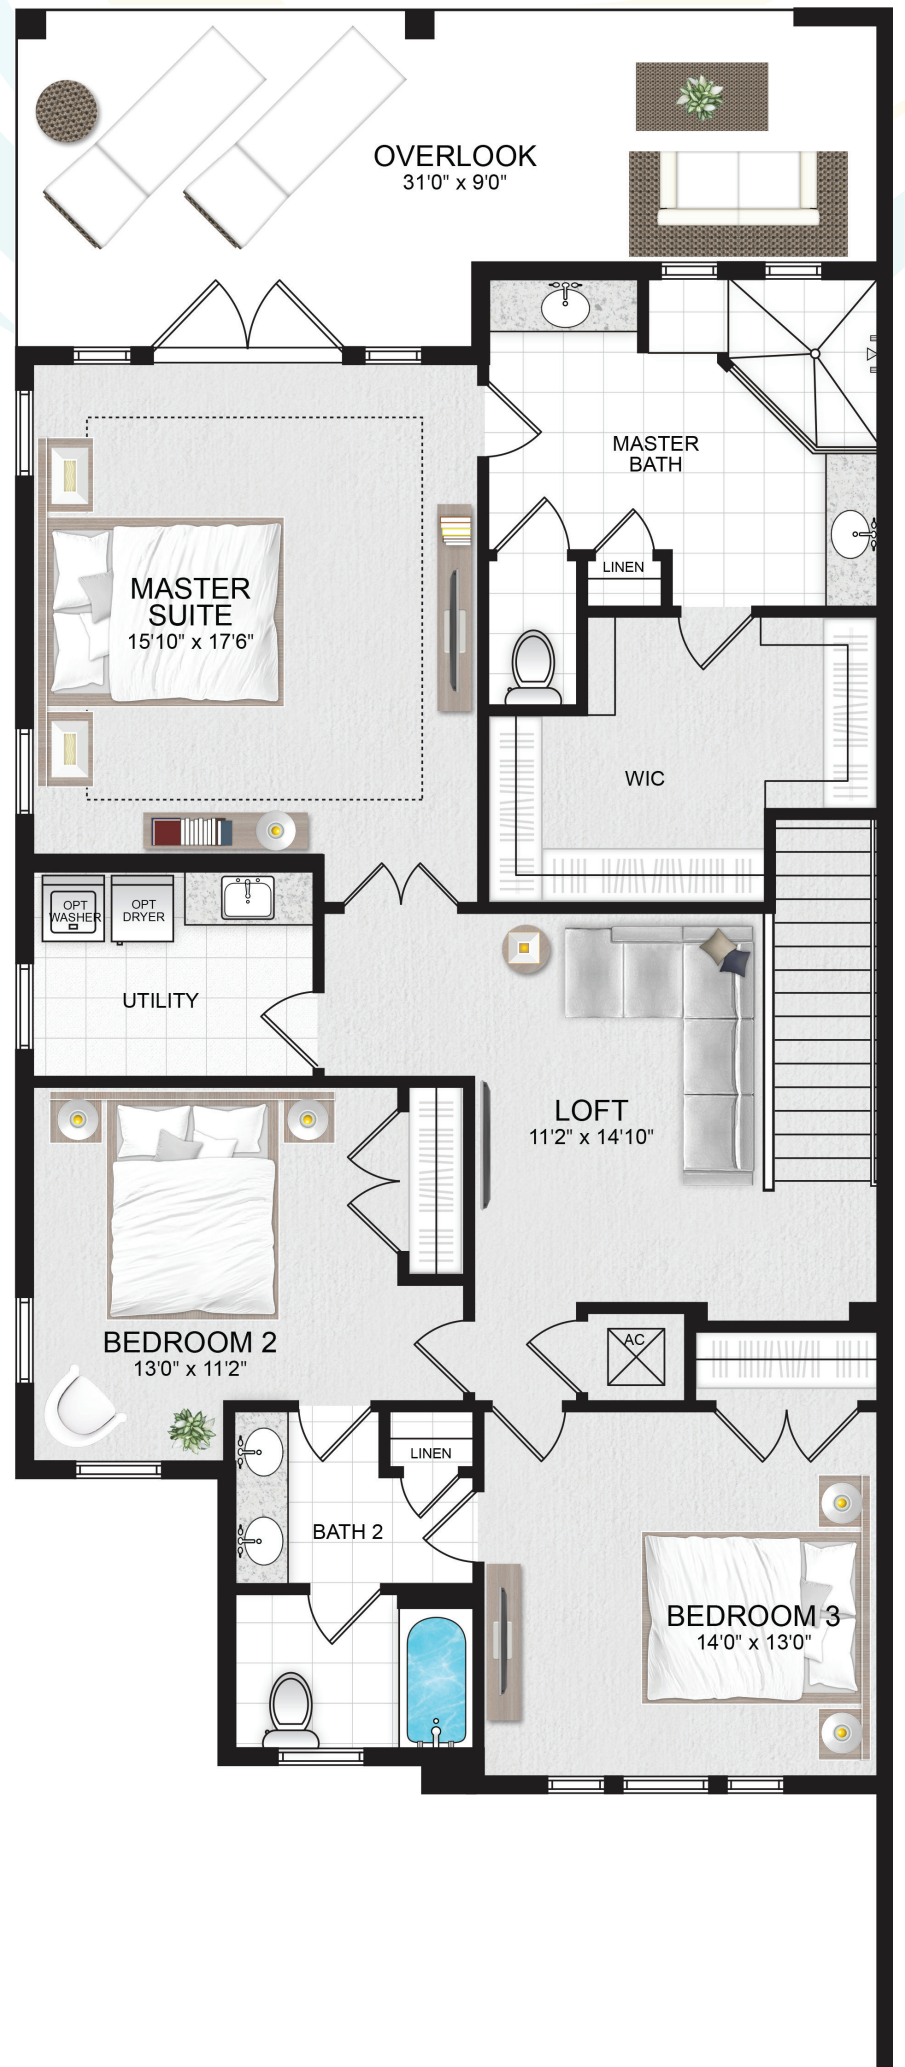 OVERLOOK
31'0" x 9'0"
MASTER
BATH
LINEN
MASTER
SUITE
15'10" x 17'6"
WIC
OPT
WASHER
OPT
DRYER
UTILITY
LOFT
11'2" x 14'10"
BEDROOM 2
13'0" x 11'2"
AC
LINEN
BATH 2
BEDROOM 3
14'0" x 13'0"